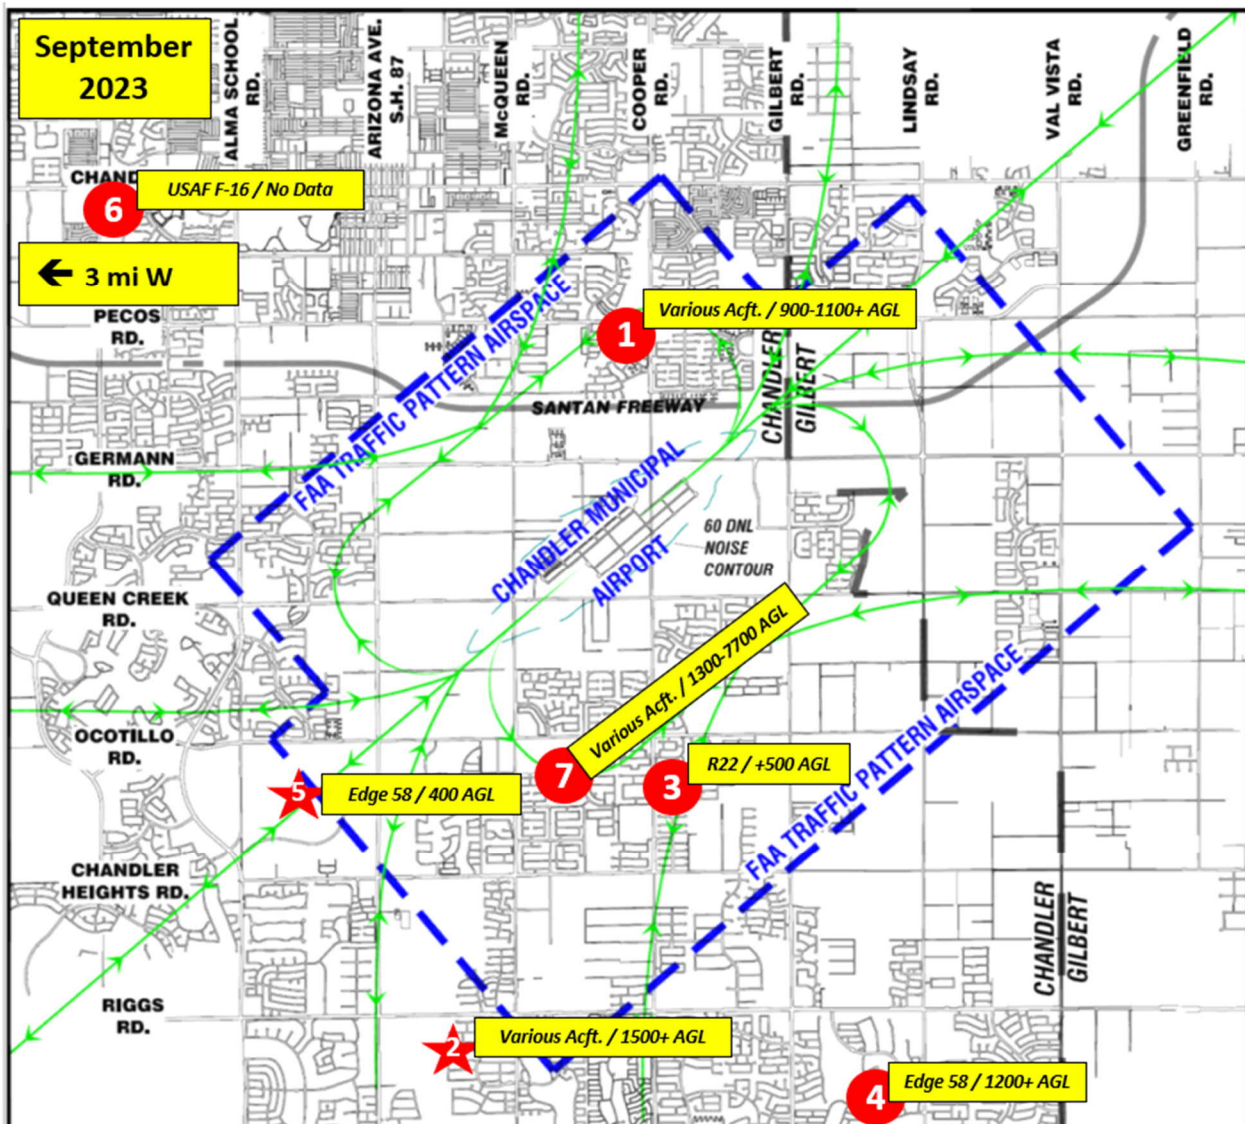 September
2023
ALMA SCHOOL
RD.
ARIZONA AVE.
S.H. 87
McQUEEN
RD.
COOPER
RD.
GILBERT
RD.
LINDSAY
RD.
VAL VISTA
RD.
GREENFIELD
RD.
CHAND
6
USAF F-16 / No Data
← 3 mi W
PECOS
RD.
1
Various Acft. / 900-1100+ AGL
FAA TRAFFIC PATTERN AIRSPACE
CHANDLER
GILBERT
SANTAN FREEWAY
GERMANN
RD.
CHANDLER MUNICIPAL
AIRPORT
60 DNL
NOISE
CONTOUR
QUEEN CREEK
RD.
Various Acft. / 1300-7700 AGL
7
FAA TRAFFIC PATTERN AIRSPACE
OCOTILLO
RD.
R22 / +500 AGL
3
5
Edge 58 / 400 AGL
CHANDLER
HEIGHTS RD.
CHANDLER
GILBERT
RIGGS
RD.
2
Various Acft. / 1500+ AGL
4
Edge 58 / 1200+ AGL